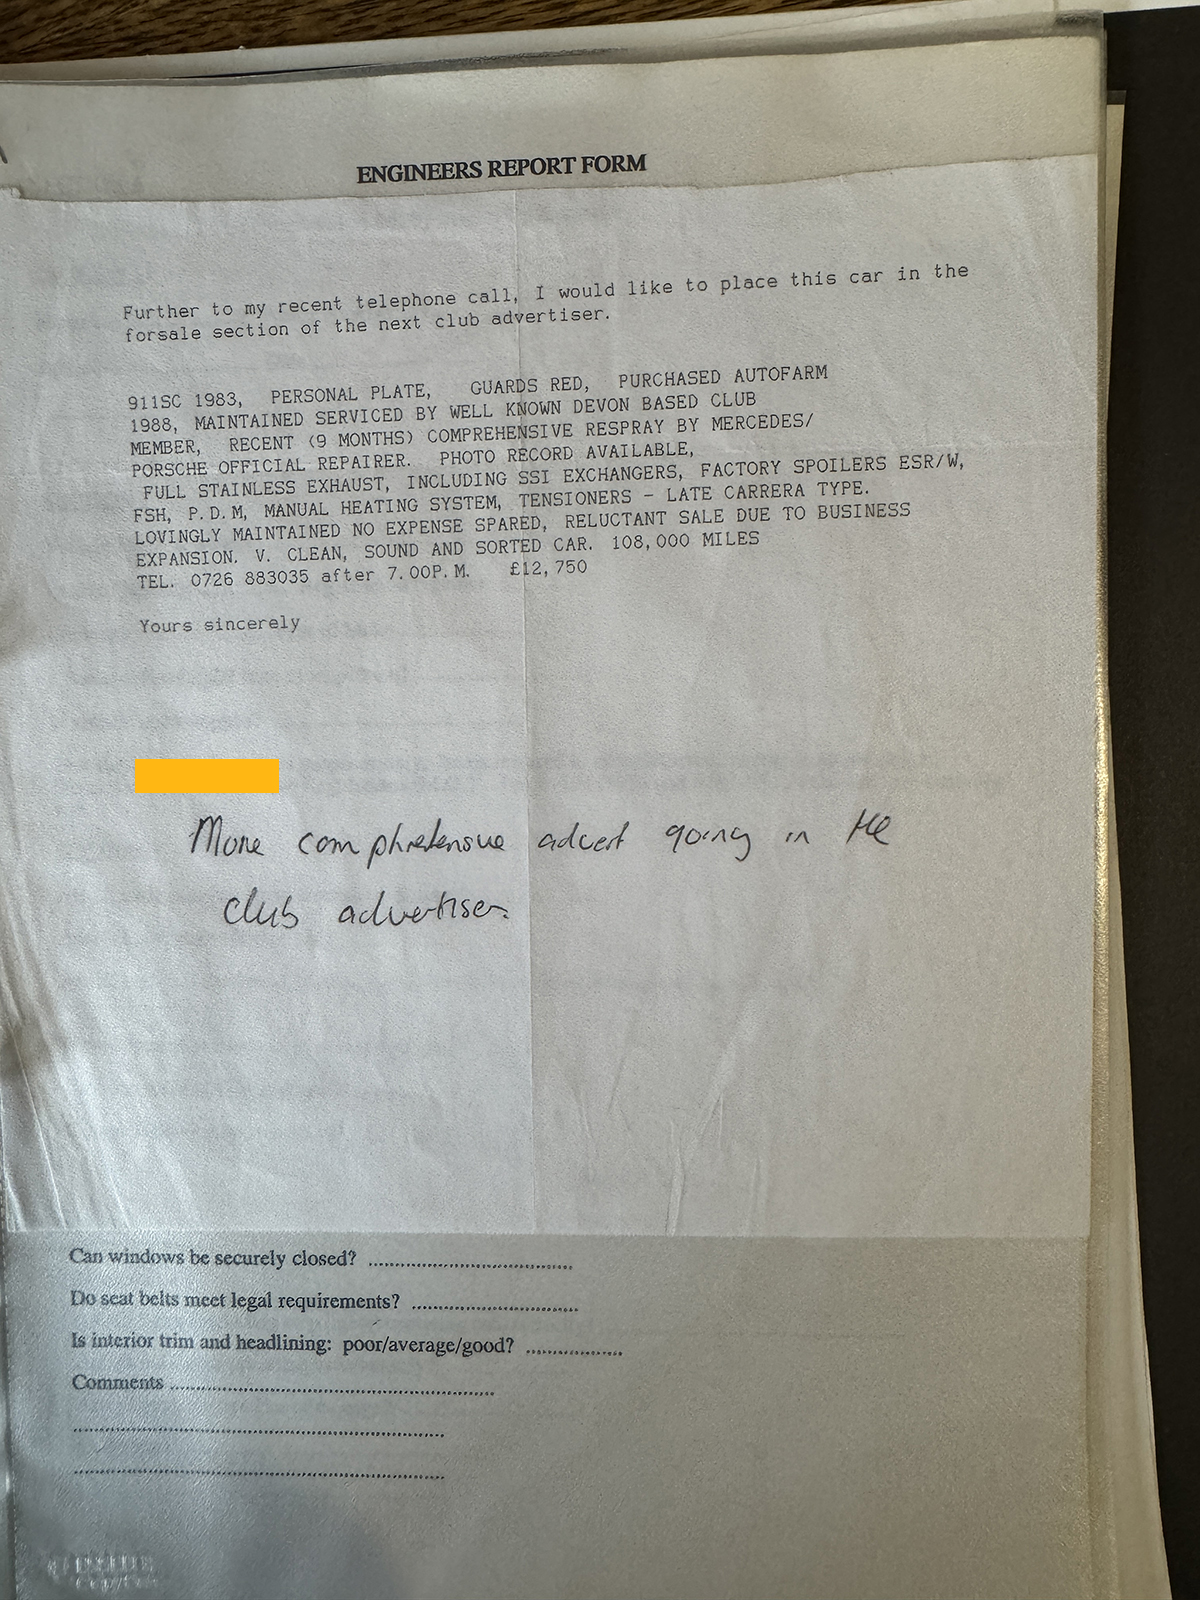 ENGINEERS REPORT FORM
Further to my recent telephone call, I would like to place this car in the
forsale section of the next club advertiser.
911SC 1983, PERSONAL PLATE, GUARDS RED, PURCHASED AUTOFARM
1988, MAINTAINED SERVICED BY WELL KNOWN DEVON BASED CLUB
MEMBER, RECENT (9 MONTHS) COMPREHENSIVE RESPRAY BY MERCEDES/
PORSCHE OFFICIAL REPAIRER. PHOTO RECORD AVAILABLE,
FULL STAINLESS EXHAUST, INCLUDING SSI EXCHANGERS, FACTORY SPOILERS ESR/W,
FSH, P.D.M, MANUAL HEATING SYSTEM, TENSIONERS - LATE CARRERA TYPE.
LOVINGLY MAINTAINED NO EXPENSE SPARED, RELUCTANT SALE DUE TO BUSINESS
EXPANSION. V. CLEAN, SOUND AND SORTED CAR. 108,000 MILES
TEL. 0726 883035 after 7.00P.M. £12,750
Yours sincerely
More comphrehensive advert going in the
club advertiser.
Can windows be securely closed? ........................................
Do seat belts meet legal requirements? ................................
Is interior trim and headlining: poor/average/good? ...................
Comments ................................................................